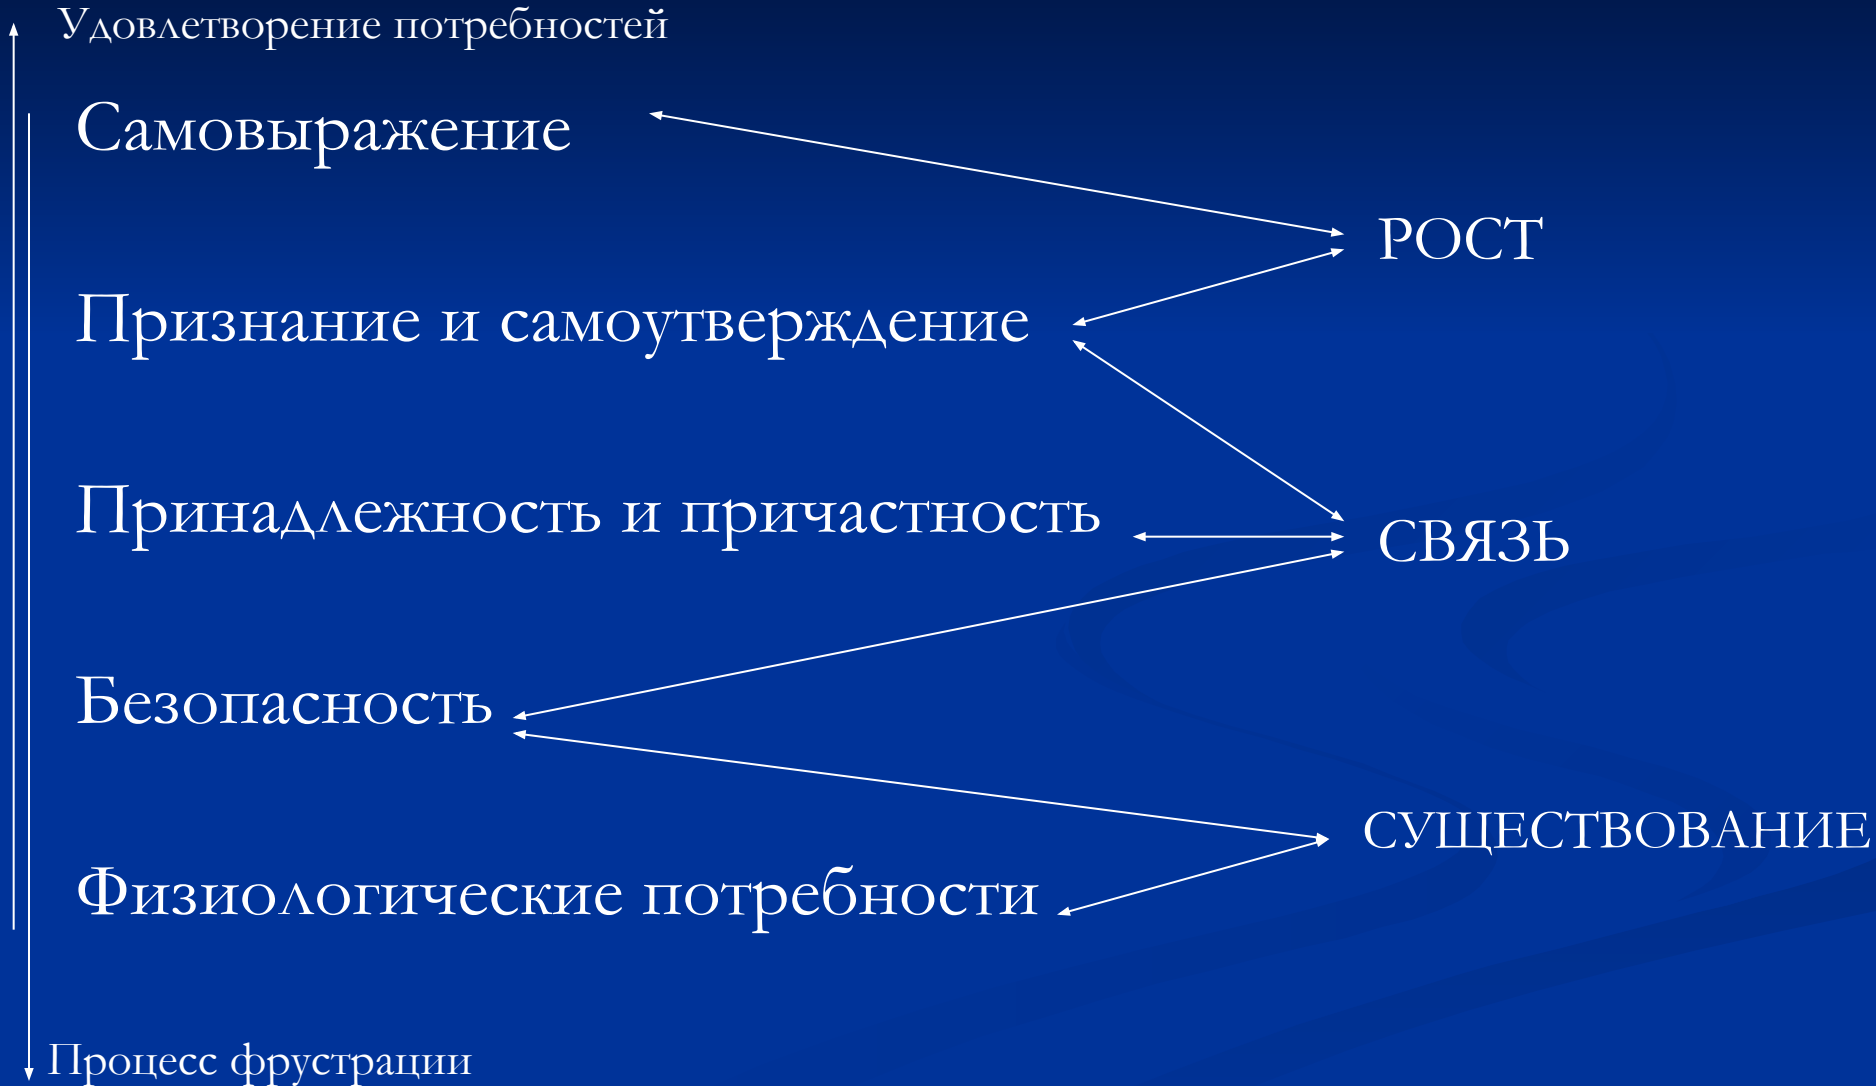 Удовлетворение потребностей
Самовыражение
РОСТ
Признание и самоутверждение
Принадлежность и причастность
СВЯЗЬ
Безопасность
СУЩЕСТВОВАНИЕ
Физиологические потребности
Процесс фрустрации